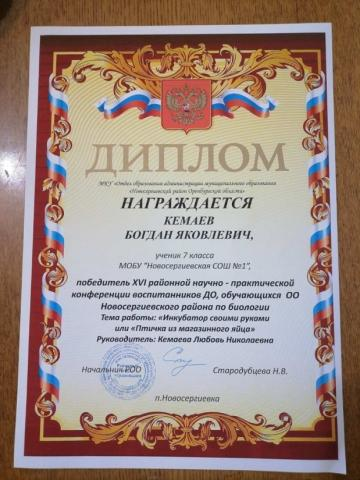 ДИПЛОМ
МКУ «Отдел образования администрации муниципального образования
«Новосергиевский район Оренбургской области»
НАГРАЖДАЕТСЯ
КЕМАЕВ
БОГДАН ЯКОВЛЕВИЧ,
ученик 7 класса
МОБУ "Новосергиевская СОШ №1",
победитель XVI районной научно - практической
конференции воспитанников ДО, обучающихся ОО
Новосергиевского района по биологии
Тема работы: «Инкубатор своими руками
или «Птичка из магазинного яйца»
Руководитель: Кемаева Любовь Николаевна
Начальник РОО Стародубцева Н.В.
п.Новосергиевка